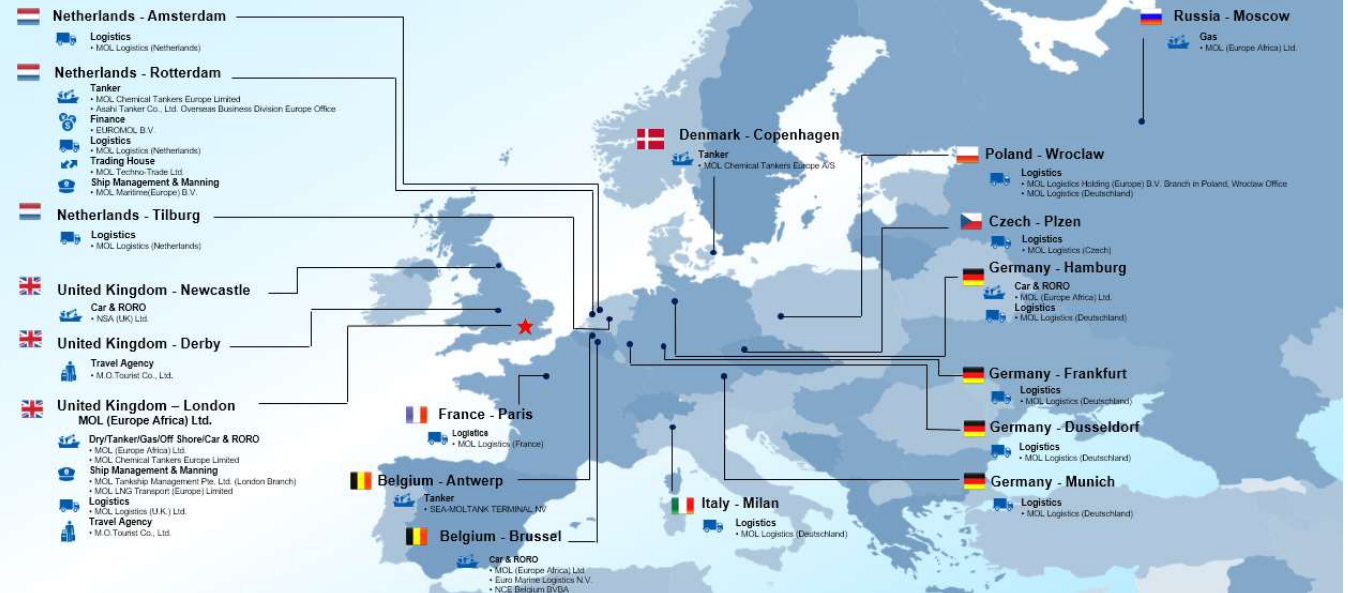 Netherlands - Amsterdam
Logistics
• MOL Logistics (Netherlands)
Netherlands - Rotterdam
Tanker
• MOL Chemical Tankers Europe Limited
• Asahi Tanker Co., Ltd. Overseas Business Division Europe Office
Finance
• EUROMOL B.V.
Logistics
• MOL Logistics (Netherlands)
Trading House
• MOL Techno-Trade Ltd.
Ship Management & Manning
• MOL Maritime(Europe) B.V.
Netherlands - Tilburg
Logistics
• MOL Logistics (Netherlands)
United Kingdom - Newcastle
Car & RORO
• NSA (UK) Ltd.
United Kingdom - Derby
Travel Agency
• M.O.Tourist Co., Ltd.
United Kingdom – London
MOL (Europe Africa) Ltd.
Dry/Tanker/Gas/Off Shore/Car & RORO
• MOL (Europe Africa) Ltd.
• MOL Chemical Tankers Europe Limited
Ship Management & Manning
• MOL Tankship Management Pte. Ltd. (London Branch)
• MOL LNG Transport (Europe) Limited
Logistics
• MOL Logistics (U.K.) Ltd.
Travel Agency
• M.O.Tourist Co., Ltd.
France - Paris
Logistics
• MOL Logistics (France)
Belgium - Antwerp
Tanker
• SEA-MOLTANK TERMINAL NV
Belgium - Brussel
Car & RORO
• MOL (Europe Africa) Ltd
• Euro Marine Logistics N.V.
• NCE Belgium BVBA
Denmark - Copenhagen
Tanker
• MOL Chemical Tankers Europe A/S
Italy - Milan
Logistics
• MOL Logistics (Deutschland)
Russia - Moscow
Gas
• MOL (Europe Africa) Ltd.
Poland - Wroclaw
Logistics
• MOL Logistics Holding (Europe) B.V. Branch in Poland, Wroclaw Office
• MOL Logistics (Deutschland)
Czech - Plzen
Logistics
• MOL Logistics (Czech)
Germany - Hamburg
Car & RORO
• MOL (Europe Africa) Ltd.
Logistics
• MOL Logistics (Deutschland)
Germany - Frankfurt
Logistics
• MOL Logistics (Deutschland)
Germany - Dusseldorf
Logistics
• MOL Logistics (Deutschland)
Germany - Munich
Logistics
• MOL Logistics (Deutschland)